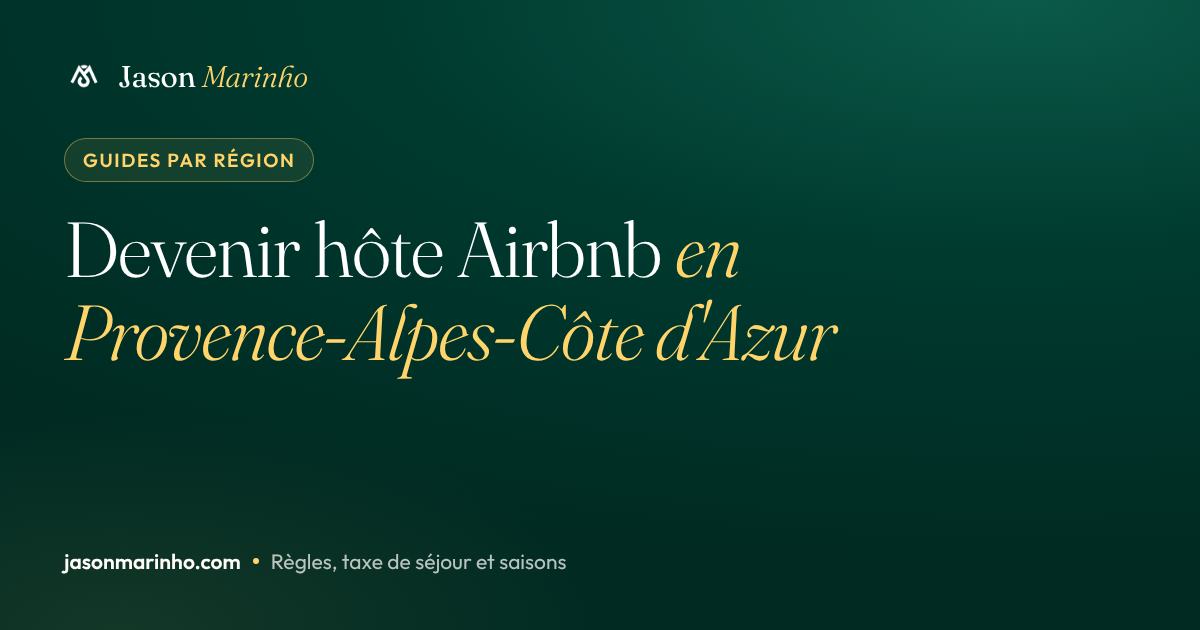 Jason Marinho
GUIDES PAR RÉGION
Devenir hôte Airbnb en
Provence-Alpes-Côte d'Azur
jasonmarinho.com • Règles, taxe de séjour et saisons